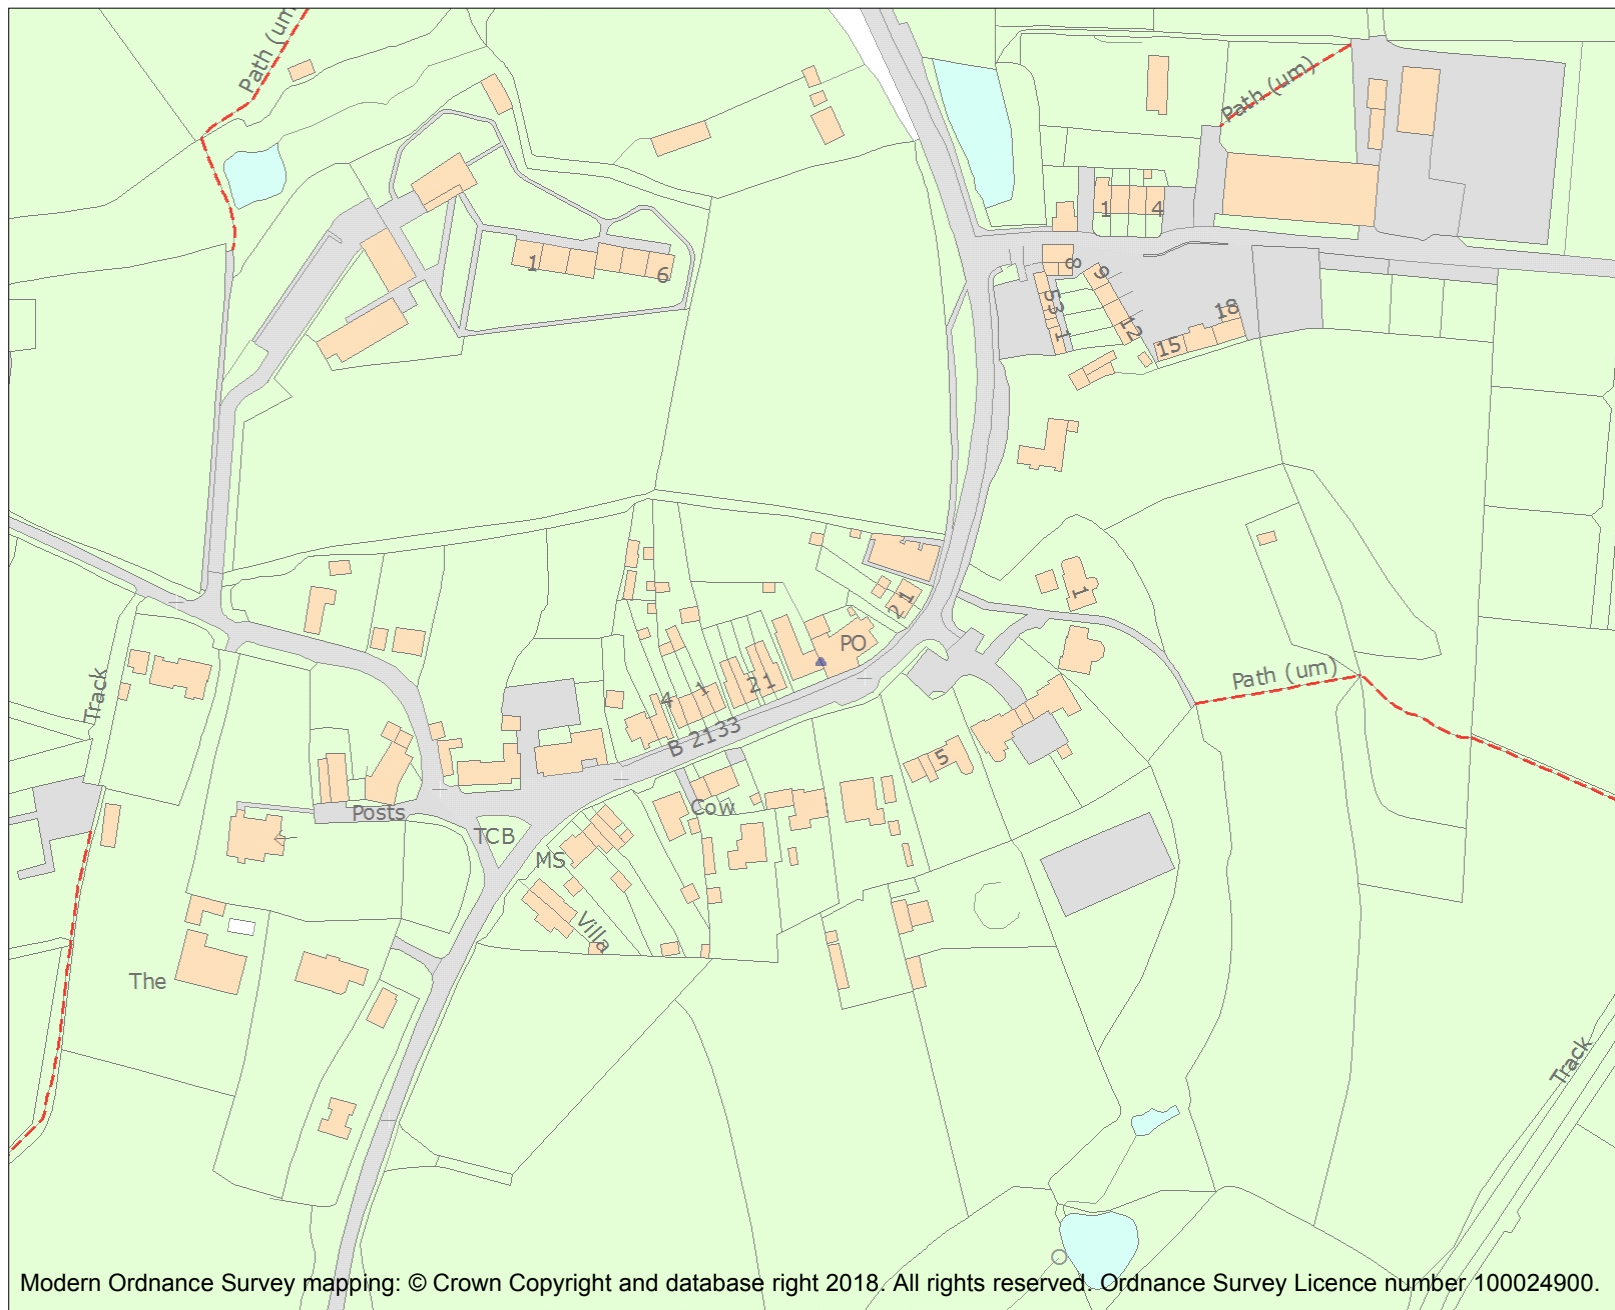 Path (um)
Path (um)
1
4
1
6
8
9
5 3 1
12
18
15
1
2 1
PO
Path (um)
Track
4
1
2 1
B 2133
5
Posts
Cow
TCB
MS
Villa
The
Track
Modern Ordnance Survey mapping: © Crown Copyright and database right 2018. All rights reserved. Ordnance Survey Licence number 100024900.